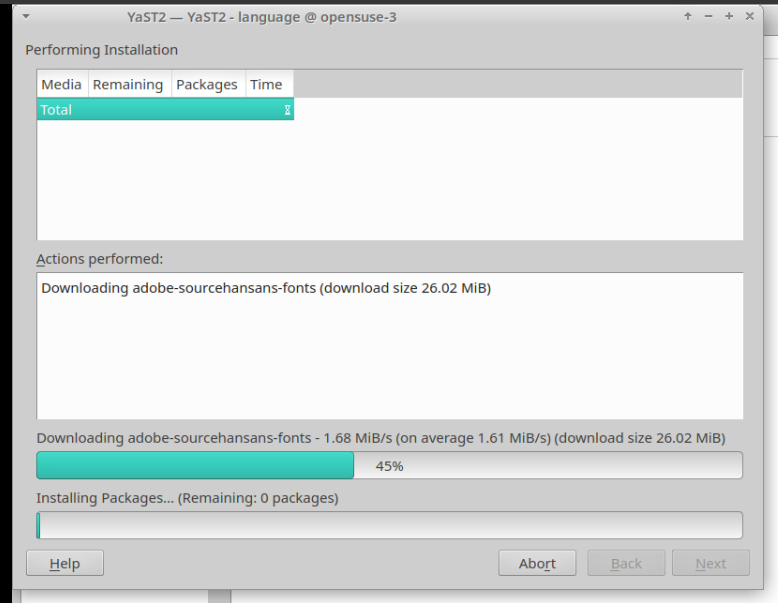 YaST2 — YaST2 - language @ opensuse-3
Performing Installation
Media Remaining Packages Time
Total
Actions performed:
Downloading adobe-sourcehansans-fonts (download size 26.02 MiB)
Downloading adobe-sourcehansans-fonts - 1.68 MiB/s (on average 1.61 MiB/s) (download size 26.02 MiB)
45%
Installing Packages... (Remaining: 0 packages)
Help Abort Back Next